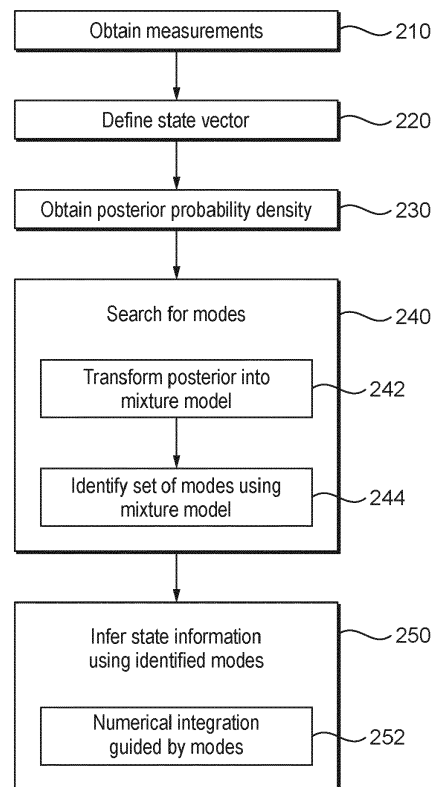 Obtain measurements
210
Define state vector
220
Obtain posterior probability density
230
Search for modes
240
Transform posterior into
mixture model
242
Identify set of modes using
mixture model
244
Infer state information
using identified modes
250
Numerical integration
guided by modes
252